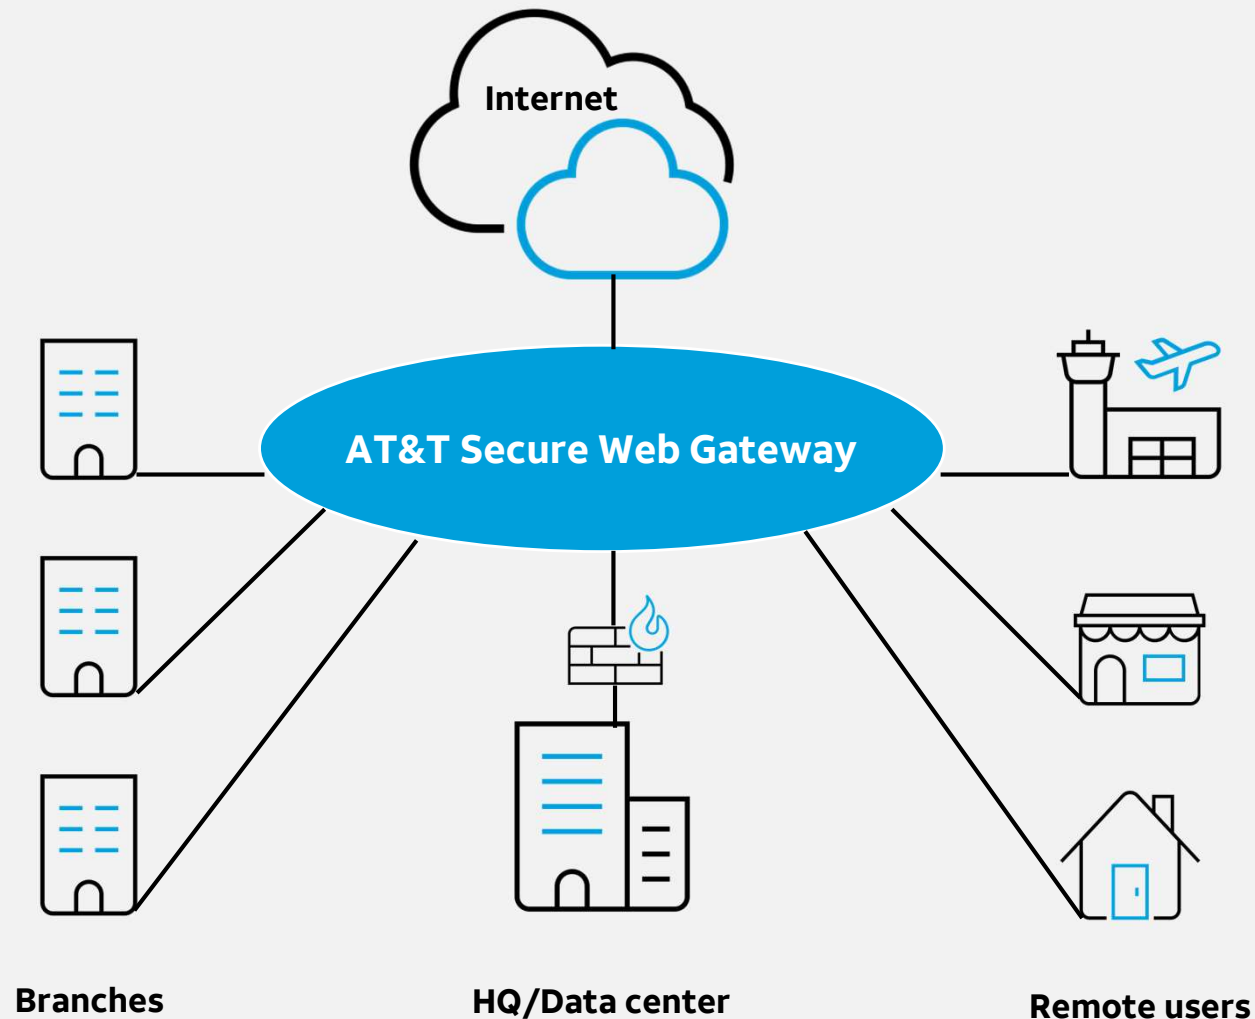 Internet
AT&T Secure Web Gateway
Branches
HQ/Data center
Remote users